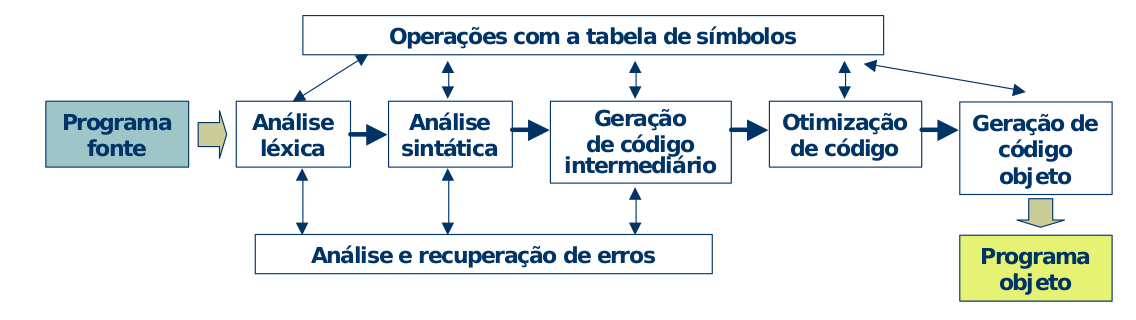 Operações com a tabela de símbolos
Programa
fonte
Análise
léxica
Análise
sintática
Geração
de código
intermediário
Otimização
de código
Geração de
código
objeto
Análise e recuperação de erros
Programa
objeto